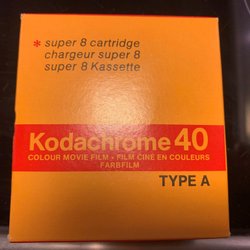 * super 8 cartridge
chargeur super 8
super 8 Kassette
Kodachrome 40
COLOUR MOVIE FILM • FILM CINÉ EN COULEURS
FARBFILM
TYPE A